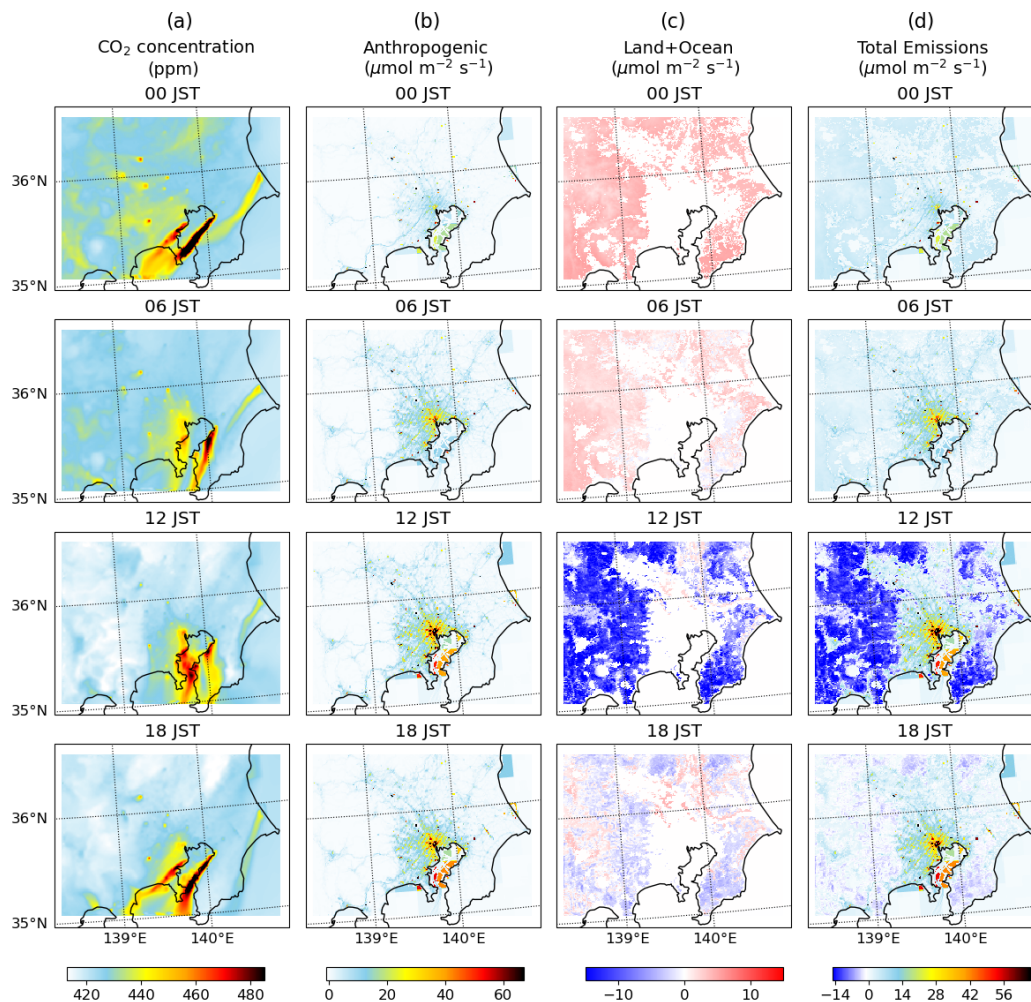 (a) (b) (c) (d)
CO₂ concentration Anthropogenic Land+Ocean Total Emissions
(ppm) (μmol m⁻² s⁻¹) (μmol m⁻² s⁻¹) (μmol m⁻² s⁻¹)
00 JST 00 JST 00 JST 00 JST
36°N
35°N
06 JST 06 JST 06 JST 06 JST
36°N
35°N
12 JST 12 JST 12 JST 12 JST
36°N
35°N
18 JST 18 JST 18 JST 18 JST
36°N
35°N
139°E 140°E 139°E 140°E 139°E 140°E 139°E 140°E
420 440 460 480 0 20 40 60 −10 0 10 −14 0 14 28 42 56